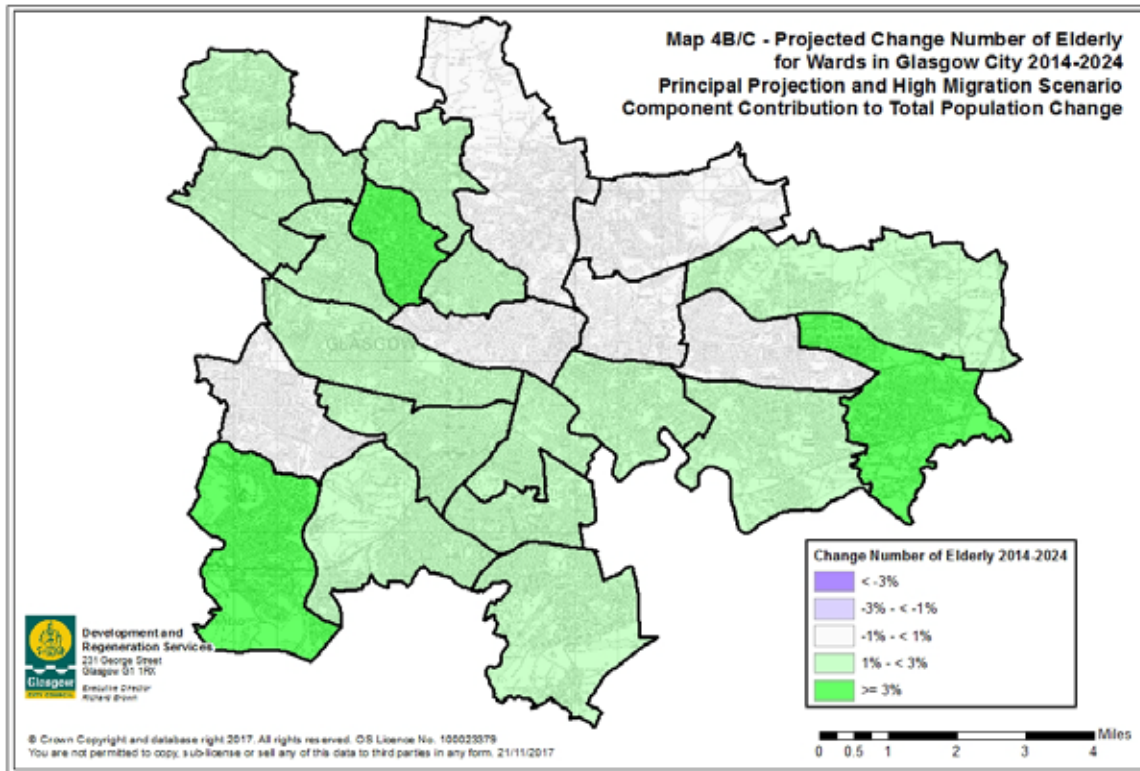 Map 4B/C - Projected Change Number of Elderly
for Wards in Glasgow City 2014-2024
Principal Projection and High Migration Scenario
Component Contribution to Total Population Change
GLASGOW
Change Number of Elderly 2014-2024
< -3%
-3% - < -1%
-1% - < 1%
1% - < 3%
>= 3%
Development and
Regeneration Services
231 George Street
Glasgow G1 1RX
Executive Director
Richard Brown
Glasgow
CITY COUNCIL
© Crown Copyright and database right 2017. All rights reserved. OS Licence No. 100023379
You are not permitted to copy, sub-license or sell any of this data to third parties in any form. 21/11/2017
Miles
0 0.5 1 2 3 4